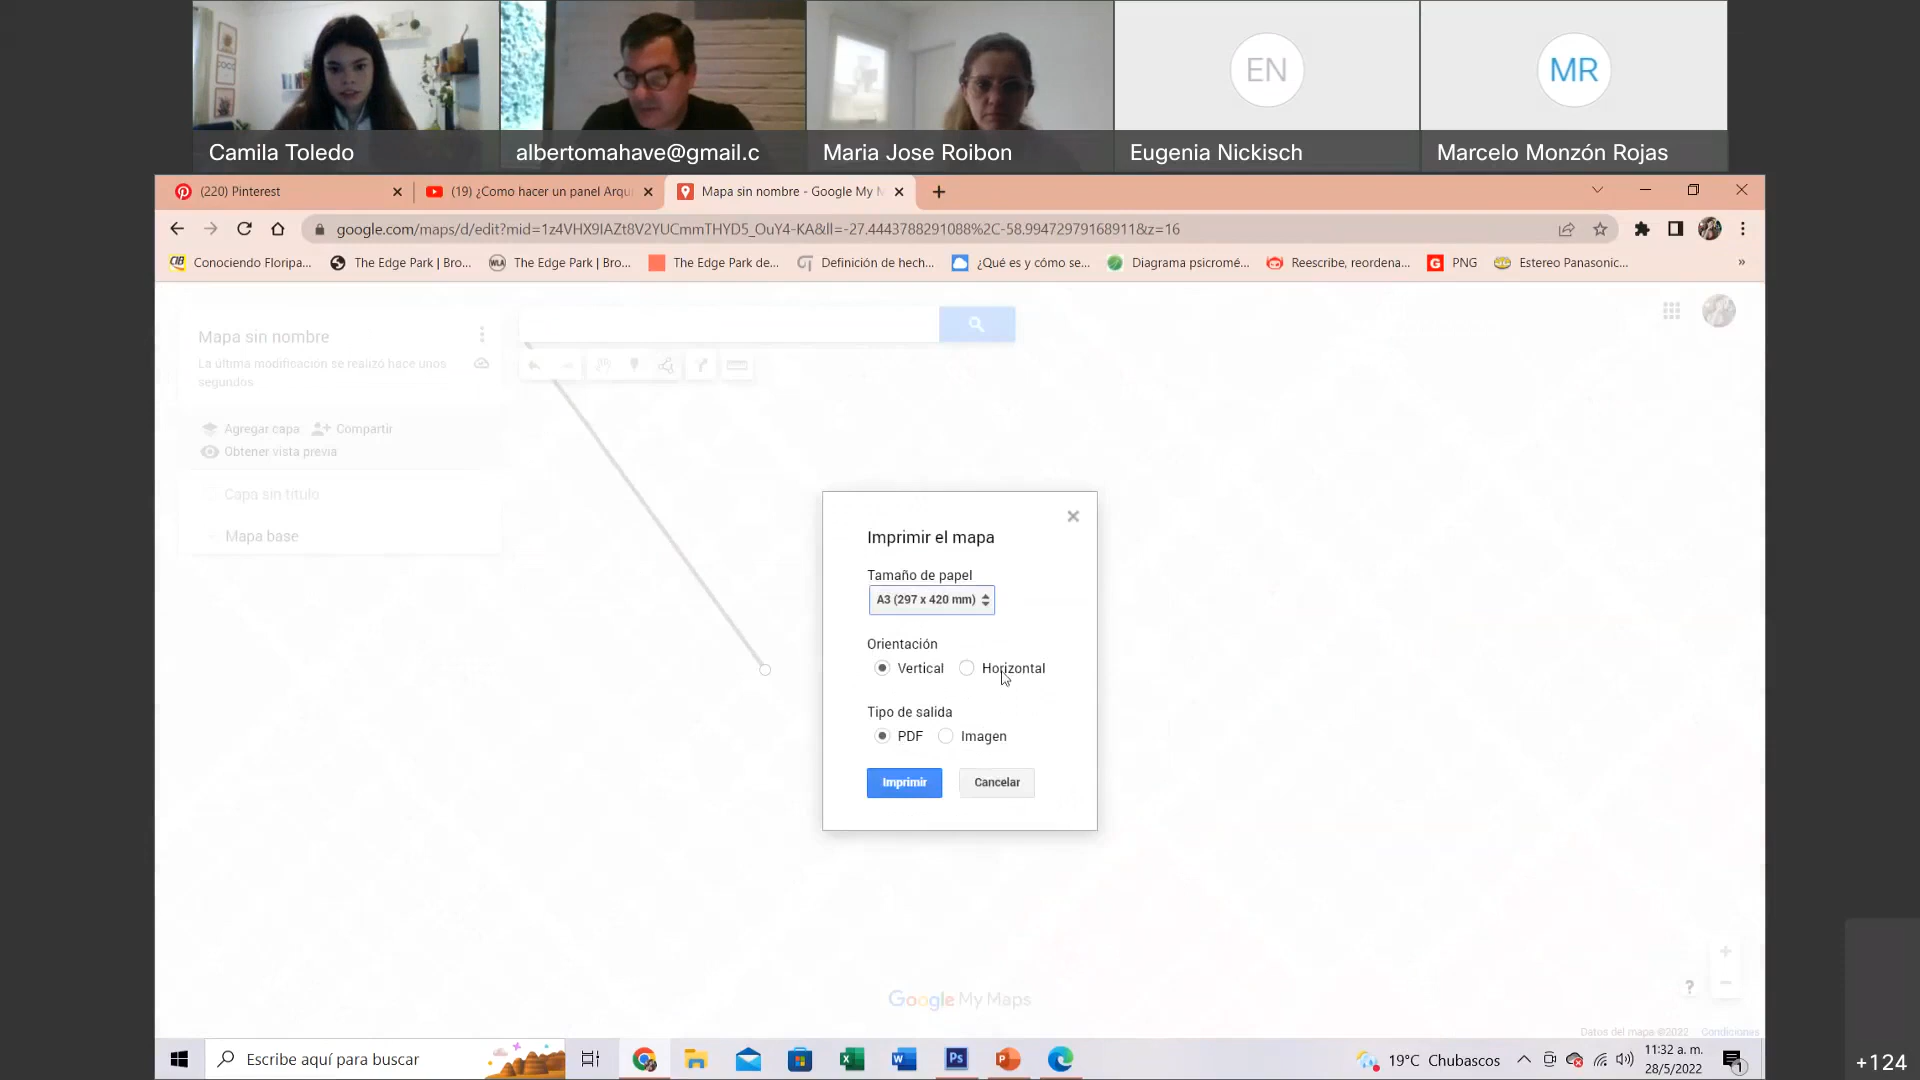 EN
MR
Camila Toledo
albertomahave@gmail.c
Maria Jose Roibon
Eugenia Nickisch
Marcelo Monzón Rojas
(220) Pinterest
(19) ¿Como hacer un panel Arqu
Mapa sin nombre - Google My M
google.com/maps/d/edit?mid=1z4VHX9IAZt8V2YUCmmTHYD5_OuY4-KA&ll=-27.4443788291088%2C-58.99472979168911&z=16
Conociendo Floripa...
The Edge Park | Bro...
The Edge Park | Bro...
The Edge Park de...
Definición de hech...
¿Qué es y cómo se...
Diagrama psicromé...
Reescribe, reordena...
PNG
Estereo Panasonic...
»
Mapa sin nombre
La última modificación se realizó hace unos
segundos
Agregar capa
Compartir
Obtener vista previa
Capa sin título
Mapa base
Imprimir el mapa
Tamaño de papel
A3 (297 x 420 mm)
Orientación
Vertical
Horizontal
Tipo de salida
PDF
Imagen
Imprimir
Cancelar
Google My Maps
Datos del mapa ©2022
Condiciones
Escribe aquí para buscar
19°C Chubascos
11:32 a. m.
28/5/2022
+124